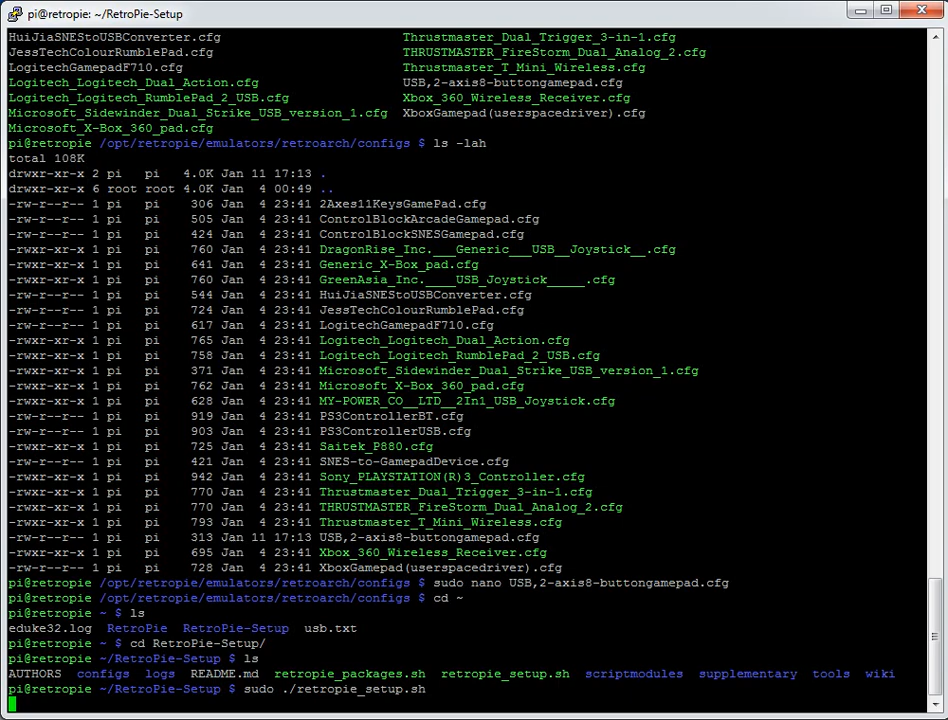 pi@retropie: ~/RetroPie-Setup
HuiJiaSNEStoUSBConverter.cfg Thrustmaster_Dual_Trigger_3-in-1.cfg
JessTechColourRumblePad.cfg THRUSTMASTER_FireStorm_Dual_Analog_2.cfg
LogitechGamepadF710.cfg Thrustmaster_T_Mini_Wireless.cfg
Logitech_Logitech_Dual_Action.cfg USB,2-axis8-buttongamepad.cfg
Logitech_Logitech_RumblePad_2_USB.cfg Xbox_360_Wireless_Receiver.cfg
Microsoft_Sidewinder_Dual_Strike_USB_version_1.cfg XboxGamepad(userspacedriver).cfg
Microsoft_X-Box_360_pad.cfg
pi@retropie /opt/retropie/emulators/retroarch/configs $ ls -lah
total 108K
drwxr-xr-x 2 pi pi 4.0K Jan 11 17:13 .
drwxr-xr-x 6 root root 4.0K Jan 4 00:49 ..
-rw-r--r-- 1 pi pi 306 Jan 4 23:41 2Axes11KeysGamePad.cfg
-rw-r--r-- 1 pi pi 505 Jan 4 23:41 ControlBlockArcadeGamepad.cfg
-rw-r--r-- 1 pi pi 424 Jan 4 23:41 ControlBlockSNESGamepad.cfg
-rwxr-xr-x 1 pi pi 760 Jan 4 23:41 DragonRise_Inc.___Generic___USB__Joystick__.cfg
-rwxr-xr-x 1 pi pi 641 Jan 4 23:41 Generic_X-Box_pad.cfg
-rwxr-xr-x 1 pi pi 760 Jan 4 23:41 GreenAsia_Inc.____USB_Joystick_____.cfg
-rw-r--r-- 1 pi pi 544 Jan 4 23:41 HuiJiaSNEStoUSBConverter.cfg
-rw-r--r-- 1 pi pi 724 Jan 4 23:41 JessTechColourRumblePad.cfg
-rw-r--r-- 1 pi pi 617 Jan 4 23:41 LogitechGamepadF710.cfg
-rwxr-xr-x 1 pi pi 765 Jan 4 23:41 Logitech_Logitech_Dual_Action.cfg
-rwxr-xr-x 1 pi pi 758 Jan 4 23:41 Logitech_Logitech_RumblePad_2_USB.cfg
-rwxr-xr-x 1 pi pi 371 Jan 4 23:41 Microsoft_Sidewinder_Dual_Strike_USB_version_1.cfg
-rwxr-xr-x 1 pi pi 762 Jan 4 23:41 Microsoft_X-Box_360_pad.cfg
-rwxr-xr-x 1 pi pi 628 Jan 4 23:41 MY-POWER_CO__LTD__2In1_USB_Joystick.cfg
-rw-r--r-- 1 pi pi 919 Jan 4 23:41 PS3ControllerBT.cfg
-rw-r--r-- 1 pi pi 903 Jan 4 23:41 PS3ControllerUSB.cfg
-rwxr-xr-x 1 pi pi 725 Jan 4 23:41 Saitek_P880.cfg
-rw-r--r-- 1 pi pi 421 Jan 4 23:41 SNES-to-GamepadDevice.cfg
-rwxr-xr-x 1 pi pi 942 Jan 4 23:41 Sony_PLAYSTATION(R)3_Controller.cfg
-rwxr-xr-x 1 pi pi 770 Jan 4 23:41 Thrustmaster_Dual_Trigger_3-in-1.cfg
-rwxr-xr-x 1 pi pi 770 Jan 4 23:41 THRUSTMASTER_FireStorm_Dual_Analog_2.cfg
-rwxr-xr-x 1 pi pi 793 Jan 4 23:41 Thrustmaster_T_Mini_Wireless.cfg
-rw-r--r-- 1 pi pi 313 Jan 11 17:13 USB,2-axis8-buttongamepad.cfg
-rwxr-xr-x 1 pi pi 695 Jan 4 23:41 Xbox_360_Wireless_Receiver.cfg
-rw-r--r-- 1 pi pi 728 Jan 4 23:41 XboxGamepad(userspacedriver).cfg
pi@retropie /opt/retropie/emulators/retroarch/configs $ sudo nano USB,2-axis8-buttongamepad.cfg
pi@retropie /opt/retropie/emulators/retroarch/configs $ cd ~
pi@retropie ~ $ ls
eduke32.log RetroPie RetroPie-Setup usb.txt
pi@retropie ~ $ cd RetroPie-Setup/
pi@retropie ~/RetroPie-Setup $ ls
AUTHORS configs logs README.md retropie_packages.sh retropie_setup.sh scriptmodules supplementary tools wiki
pi@retropie ~/RetroPie-Setup $ sudo ./retropie_setup.sh